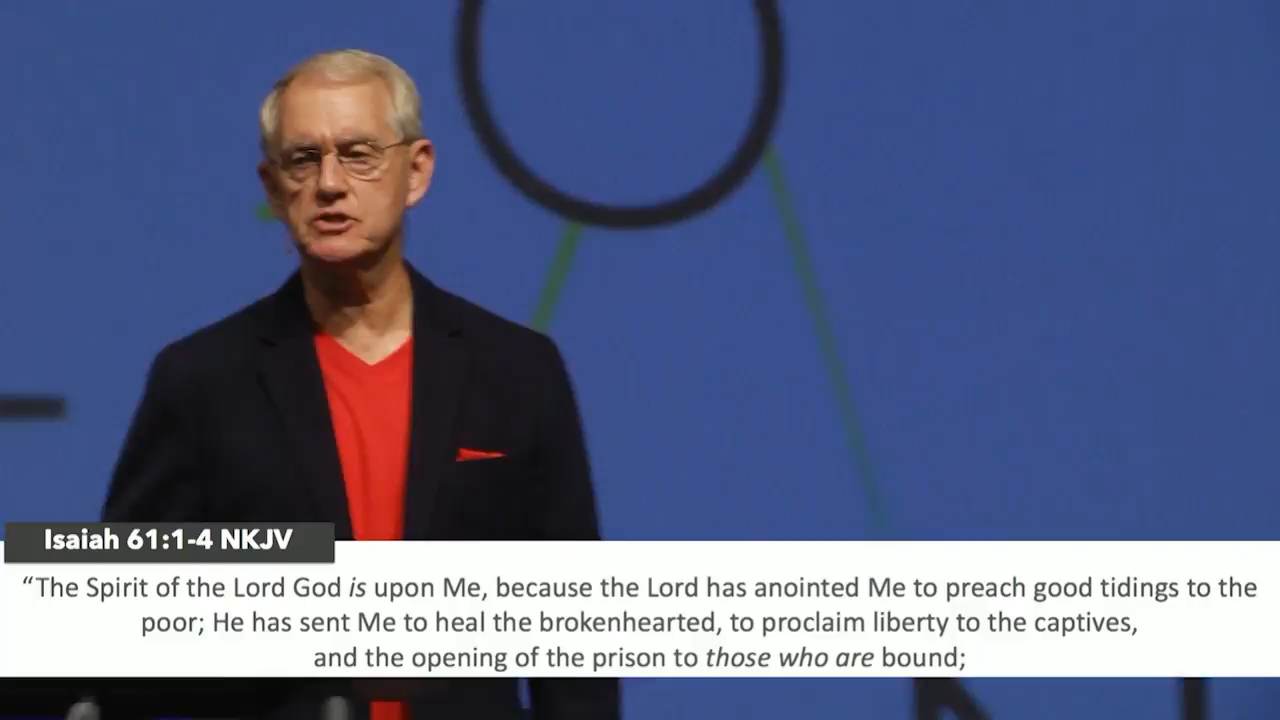 Isaiah 61:1-4 NKJV
“The Spirit of the Lord God is upon Me, because the Lord has anointed Me to preach good tidings to the
poor; He has sent Me to heal the brokenhearted, to proclaim liberty to the captives,
and the opening of the prison to those who are bound;